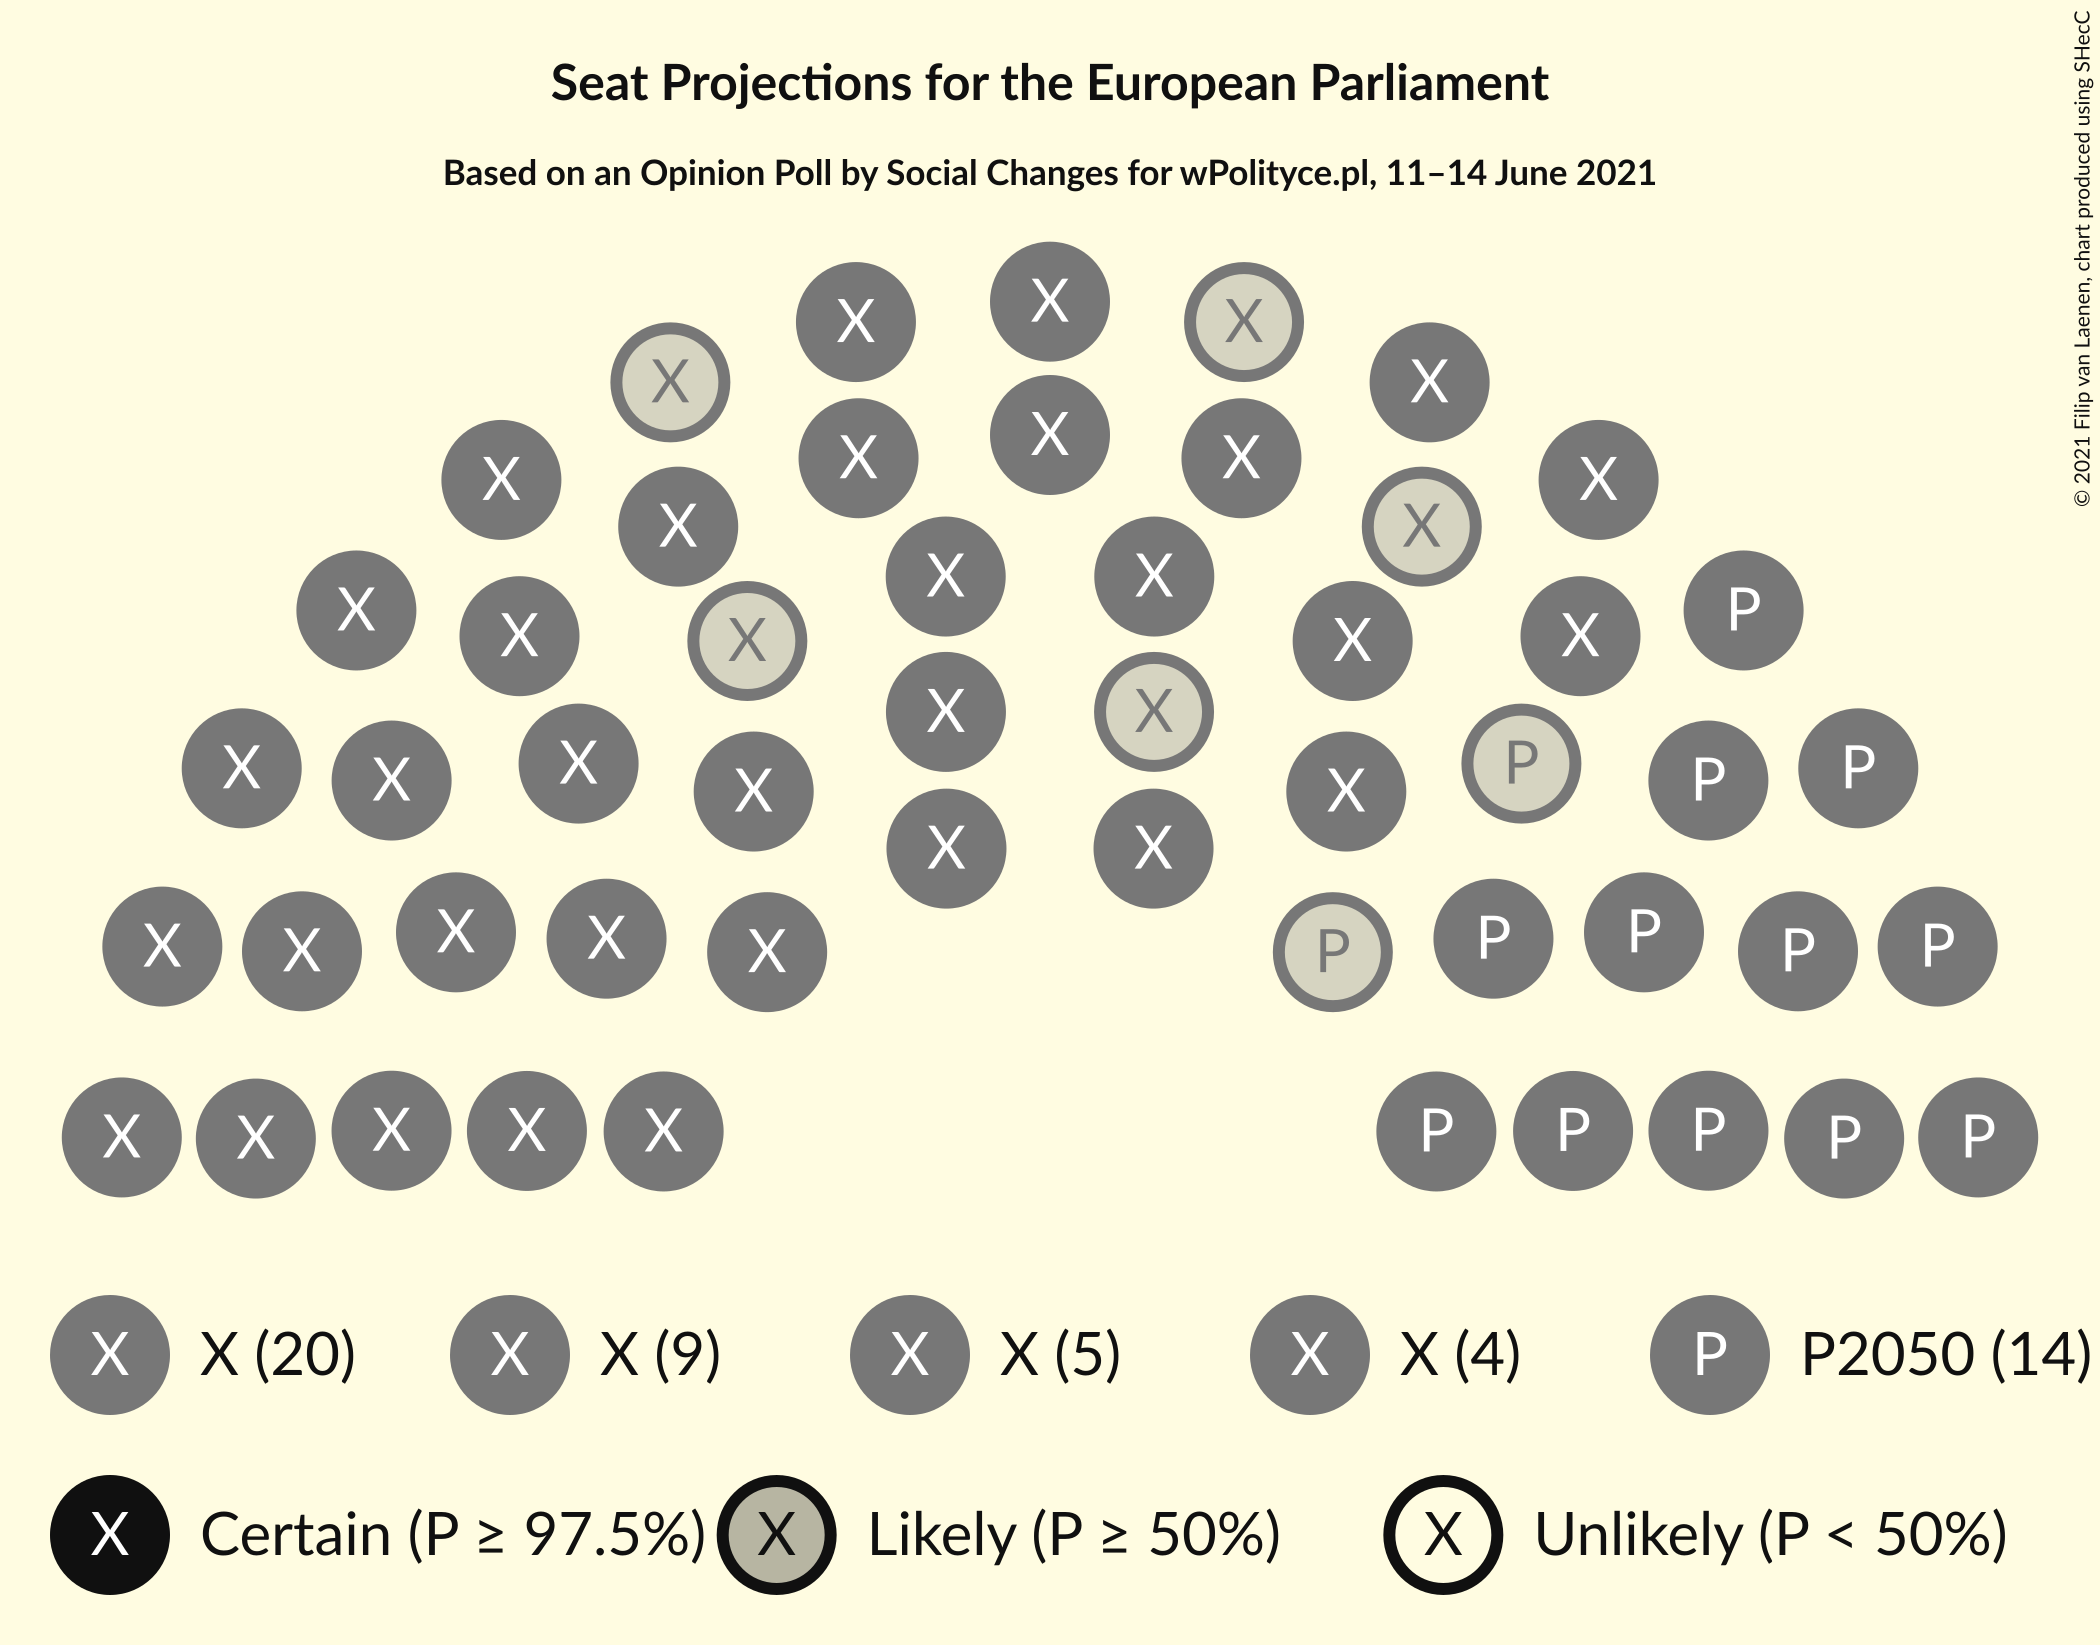 Seat Projections for the European Parliament
Based on an Opinion Poll by Social Changes for wPolityce.pl, 11–14 June 2021
© 2021 Filip van Laenen, chart produced using SHecC
X
X X
X X
X
X X
X X
X X
X X
X X
X X P
X
X X
X P
X X P P
X X
X X
X X P P
X X P P
X X P P
X X X X X P P P P P
X X (20) X X (9) X X (5) X X (4) P P2050 (14)
X Certain (P ≥ 97.5%) X Likely (P ≥ 50%) X Unlikely (P < 50%)